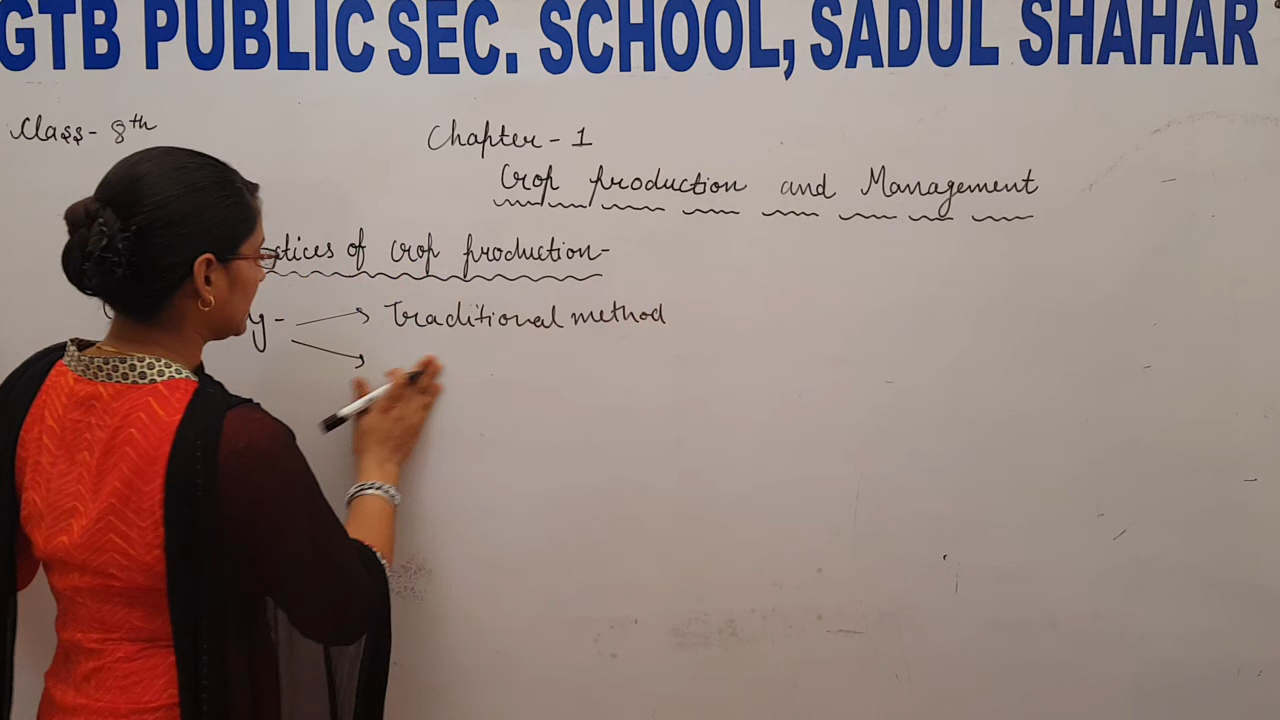 GTB PUBLIC SEC. SCHOOL, SADUL SHAHAR
Class - 8th
Chapter - 1
Crop production and Management
of crop production-
Traditional method